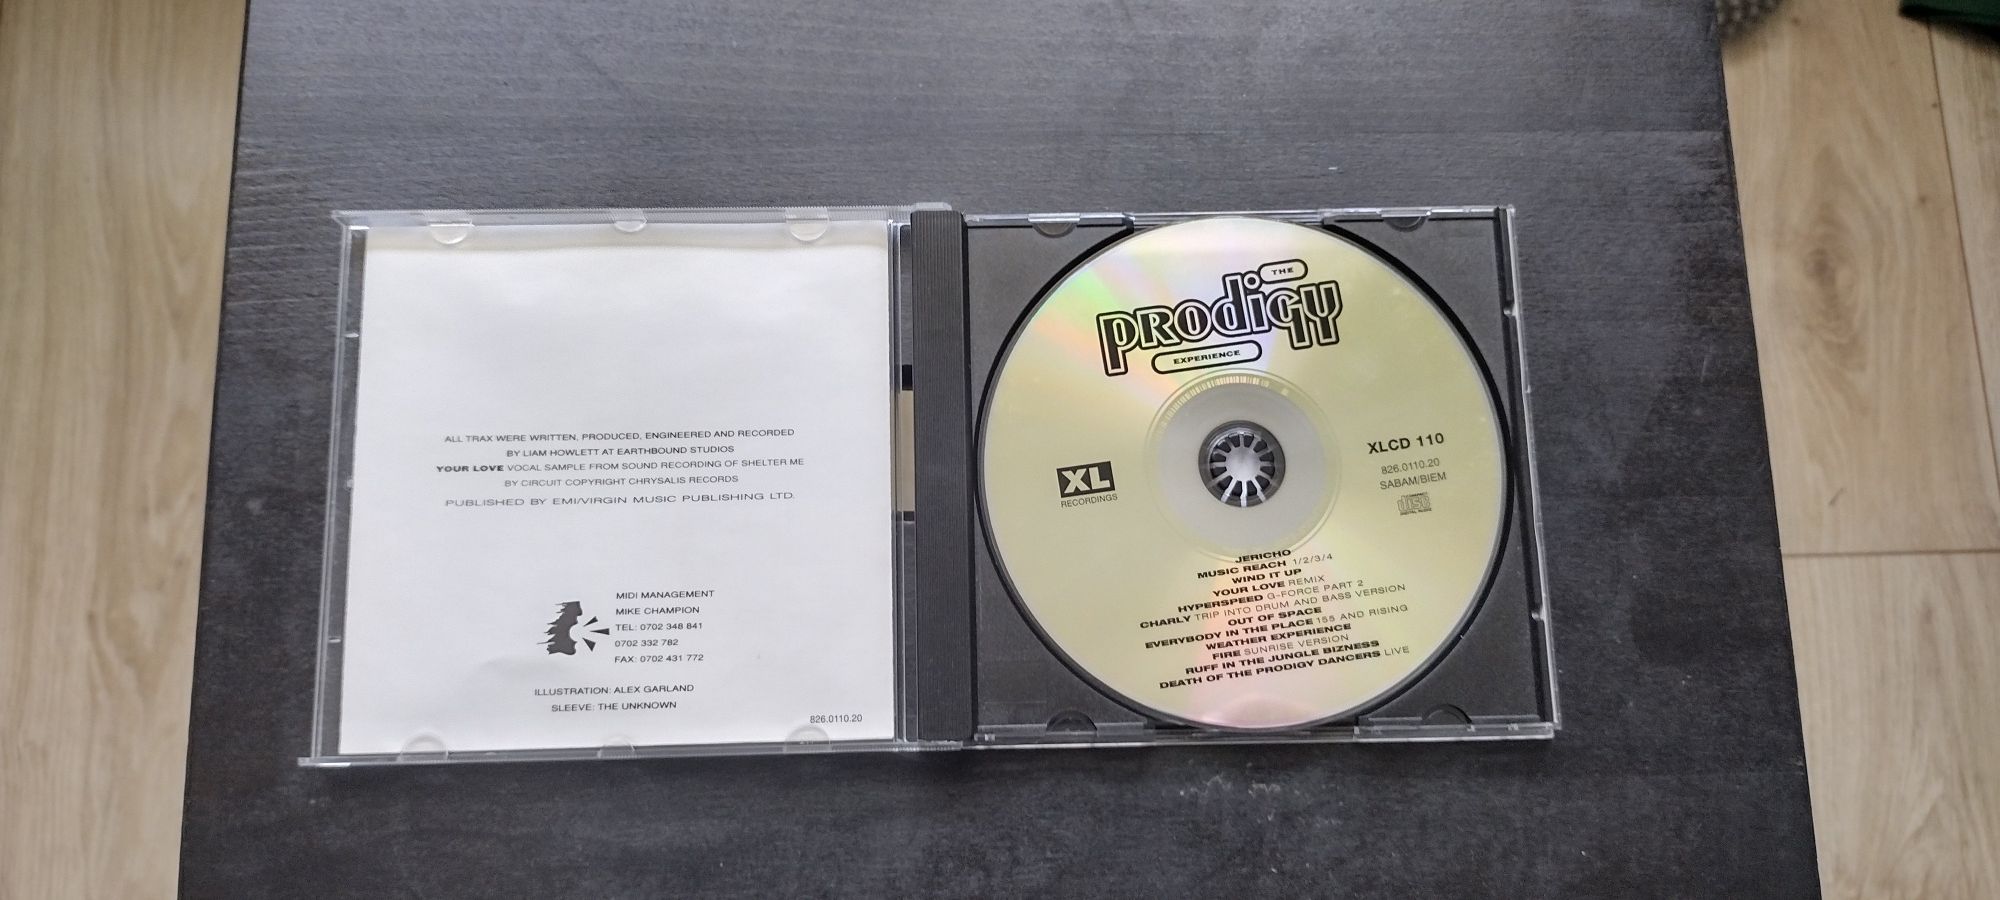 ALL TRAX WERE WRITTEN, PRODUCED, ENGINEERED AND RECORDED
BY LIAM HOWLETT AT EARTHBOUND STUDIOS
YOUR LOVE VOCAL SAMPLE FROM SOUND RECORDING OF SHELTER ME
BY CIRCUIT COPYRIGHT CHRYSALIS RECORDS
PUBLISHED BY EMI/VIRGIN MUSIC PUBLISHING LTD.
MIDI MANAGEMENT
MIKE CHAMPION
TEL: 0702 348 841
0702 332 782
FAX: 0702 431 772
ILLUSTRATION: ALEX GARLAND
SLEEVE: THE UNKNOWN
826.0110.20
THE
PRODIGY
EXPERIENCE
XL
RECORDINGS
XLCD 110
826.0110.20
SABAM/BIEM
COMPACT
disc
DIGITAL AUDIO
JERICHO
MUSIC REACH 1/2/3/4
WIND IT UP
YOUR LOVE REMIX
HYPERSPEED G-FORCE PART 2
CHARLY TRIP INTO DRUM AND BASS VERSION
OUT OF SPACE
EVERYBODY IN THE PLACE 155 AND RISING
WEATHER EXPERIENCE
FIRE SUNRISE VERSION
RUFF IN THE JUNGLE BIZNESS
DEATH OF THE PRODIGY DANCERS LIVE